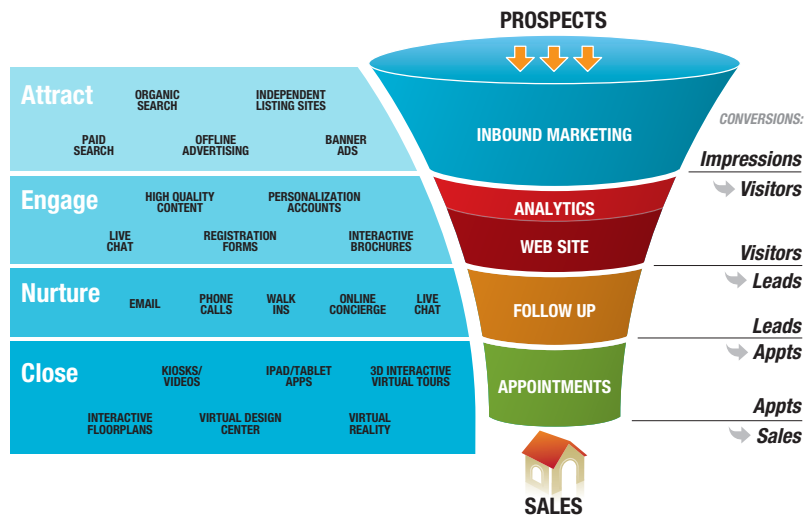 PROSPECTS
Attract
ORGANIC
SEARCH
INDEPENDENT
LISTING SITES
PAID
SEARCH
OFFLINE
ADVERTISING
BANNER
ADS
INBOUND MARKETING
CONVERSIONS:
Impressions
Visitors
Engage
HIGH QUALITY
CONTENT
PERSONALIZATION
ACCOUNTS
LIVE
CHAT
REGISTRATION
FORMS
INTERACTIVE
BROCHURES
ANALYTICS
WEB SITE
Visitors
Leads
Nurture
EMAIL
PHONE
CALLS
WALK
INS
ONLINE
CONCIERGE
LIVE
CHAT
FOLLOW UP
Leads
Appts
Close
KIOSKS/
VIDEOS
IPAD/TABLET
APPS
3D INTERACTIVE
VIRTUAL TOURS
INTERACTIVE
FLOORPLANS
VIRTUAL DESIGN
CENTER
VIRTUAL
REALITY
APPOINTMENTS
Appts
Sales
SALES